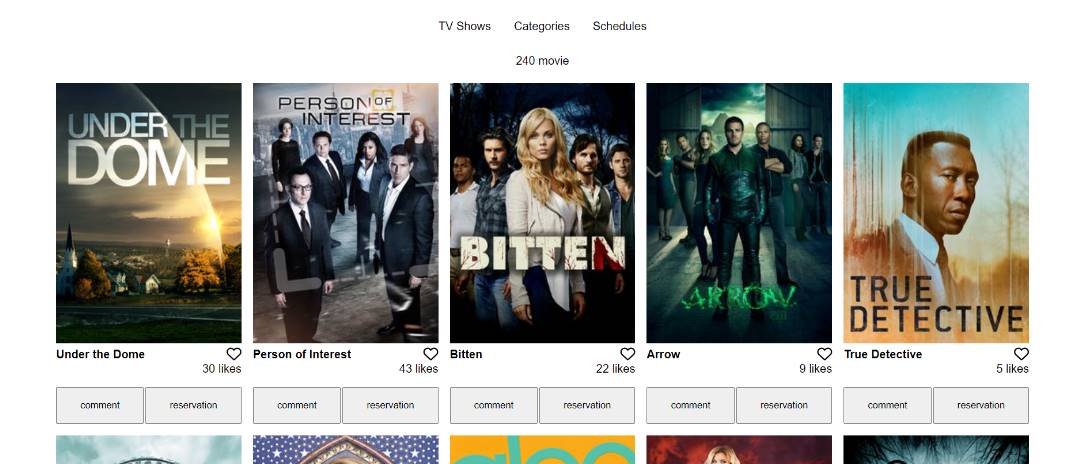 TV Shows Categories Schedules
240 movie
UNDER THE
DOME
PERSON OF
INTEREST
BITTEN
ARROW
TRUE
DETECTIVE
Under the Dome
30 likes
Person of Interest
43 likes
Bitten
22 likes
Arrow
9 likes
True Detective
5 likes
comment reservation comment reservation comment reservation comment reservation comment reservation